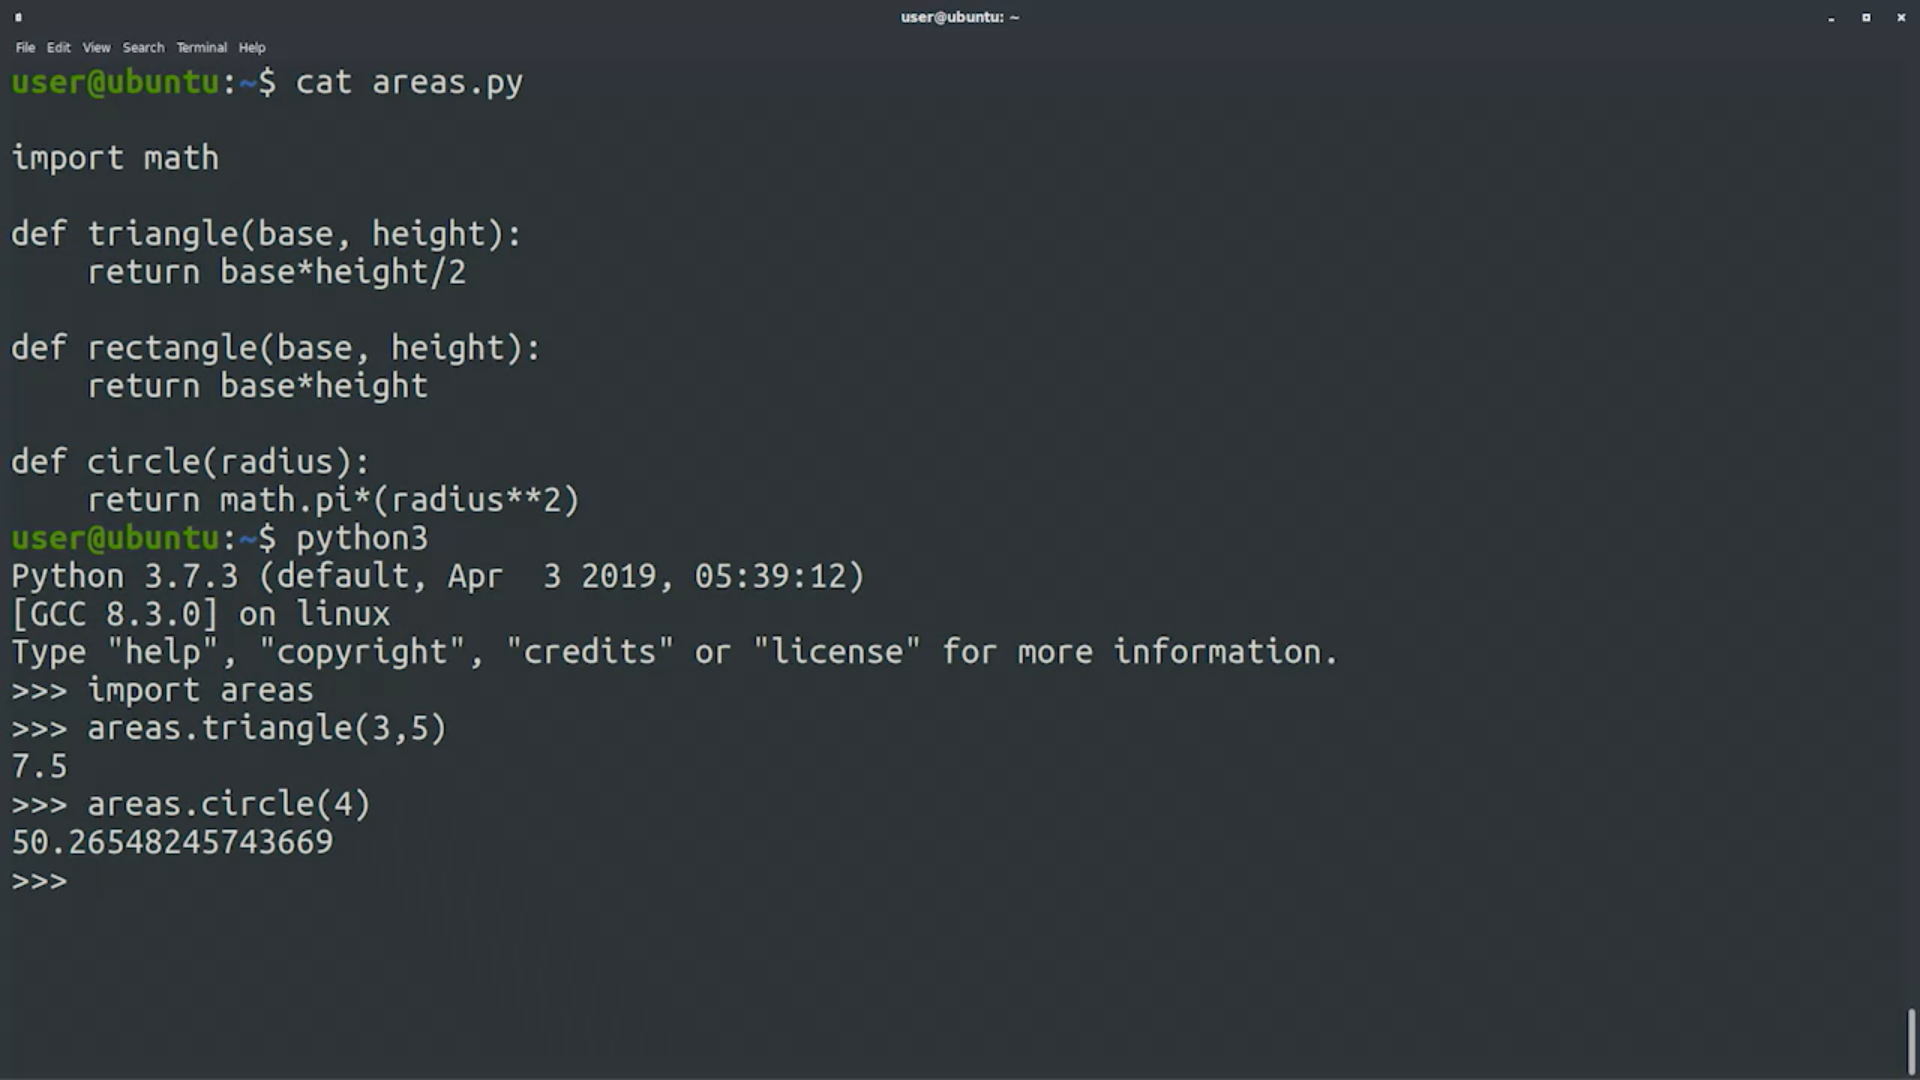 user@ubuntu: ~
File Edit View Search Terminal Help
user@ubuntu:~$ cat areas.py
import math
def triangle(base, height):
    return base*height/2
def rectangle(base, height):
    return base*height
def circle(radius):
    return math.pi*(radius**2)
user@ubuntu:~$ python3
Python 3.7.3 (default, Apr  3 2019, 05:39:12)
[GCC 8.3.0] on linux
Type "help", "copyright", "credits" or "license" for more information.
>>> import areas
>>> areas.triangle(3,5)
7.5
>>> areas.circle(4)
50.26548245743669
>>>